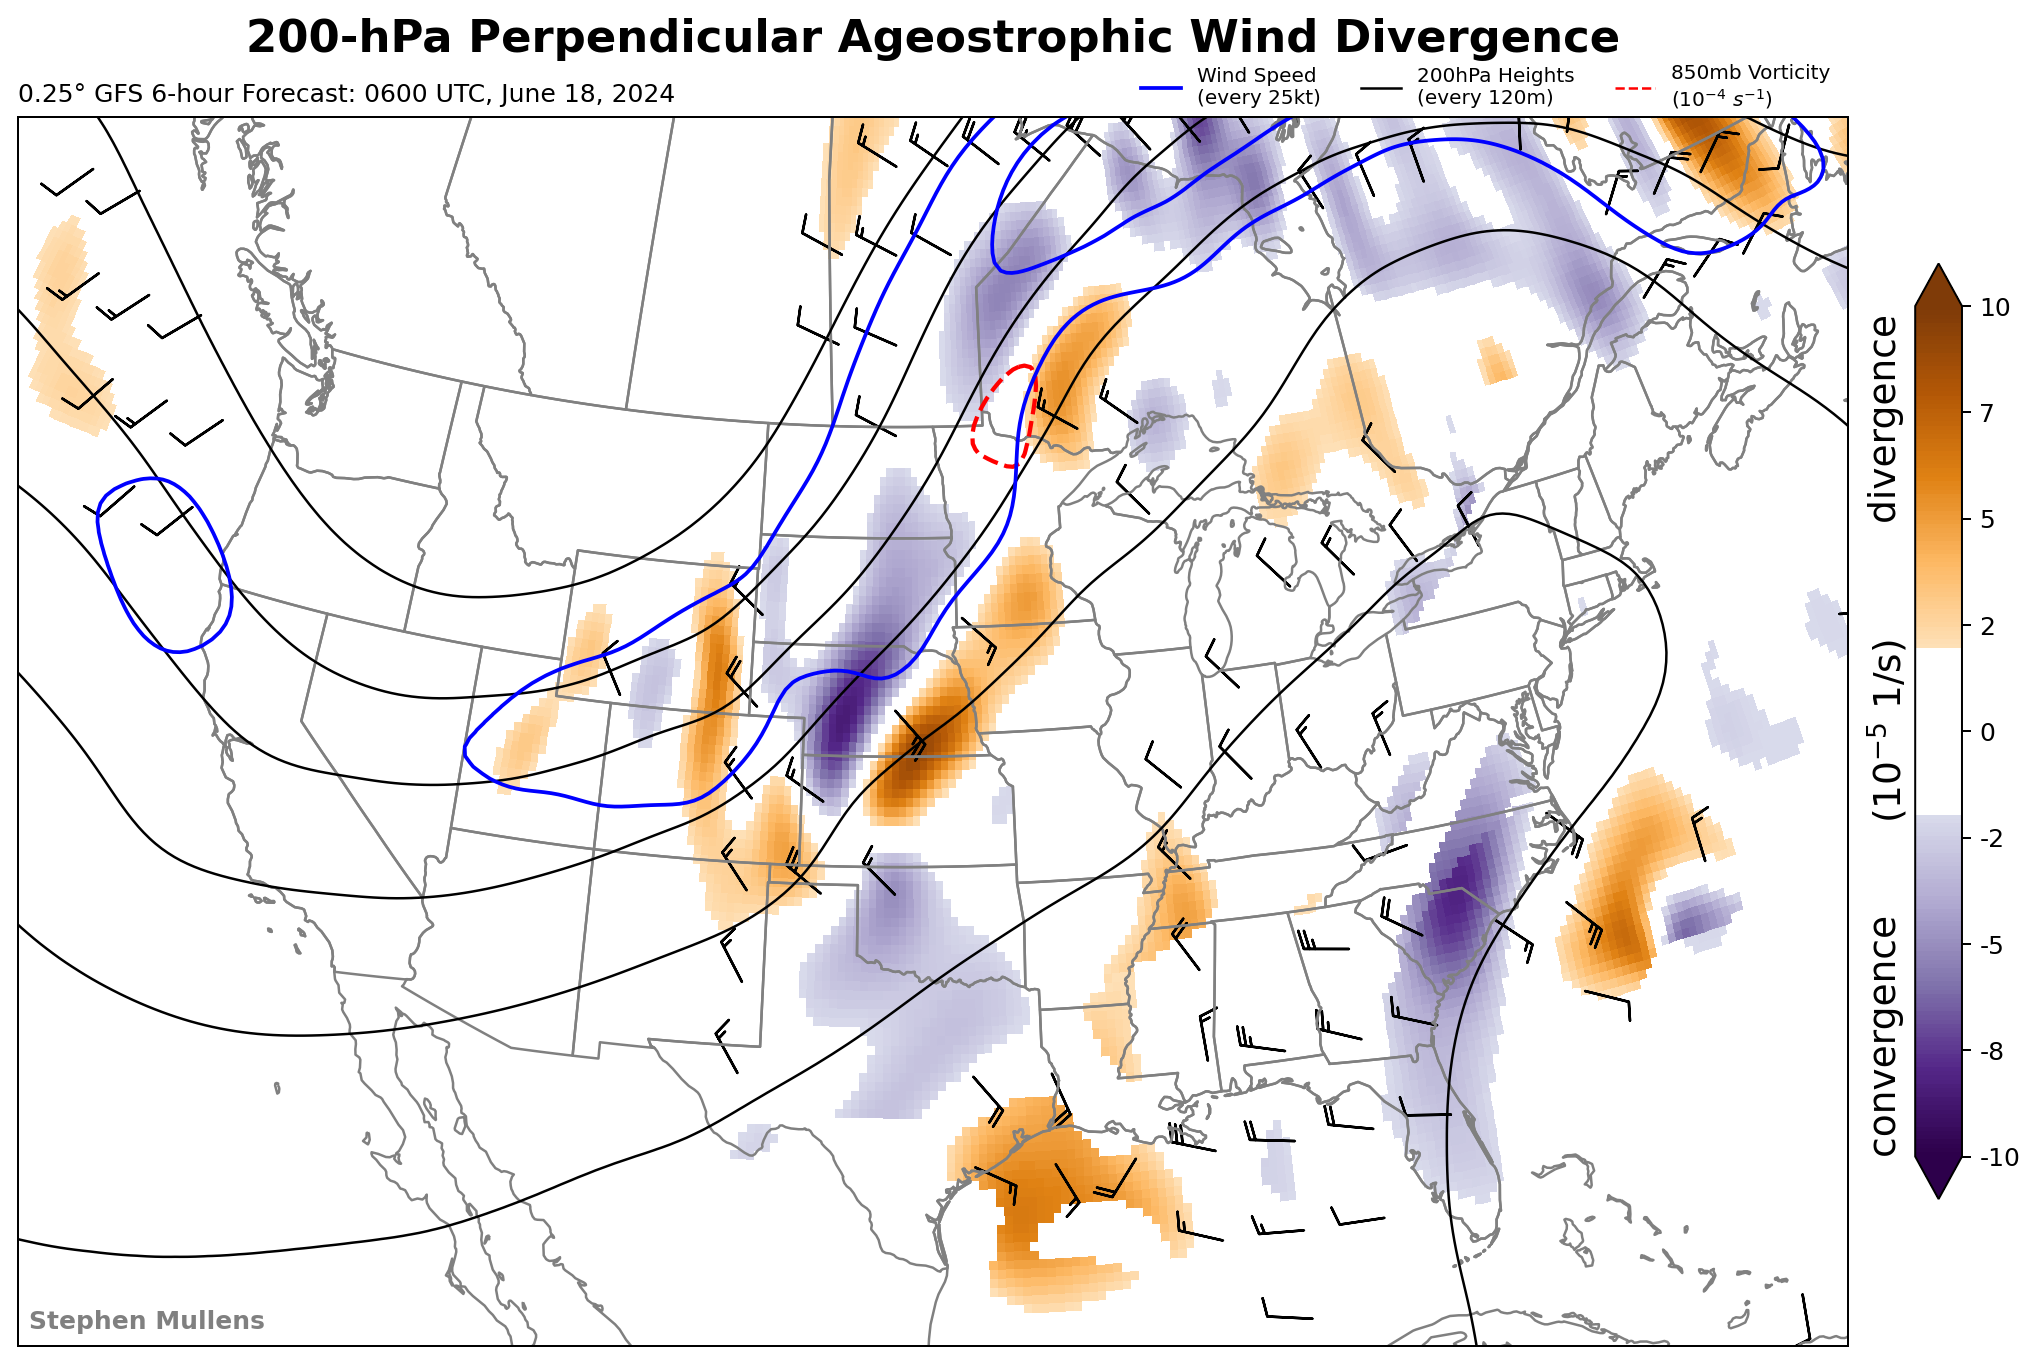 200-hPa Perpendicular Ageostrophic Wind Divergence
0.25° GFS 6-hour Forecast: 0600 UTC, June 18, 2024
Wind Speed
(every 25kt)
200hPa Heights
(every 120m)
850mb Vorticity
(10⁻⁴ s⁻¹)
10
7
5
2
0
-2
-5
-8
-10
convergence (10⁻⁵ 1/s) divergence
Stephen Mullens